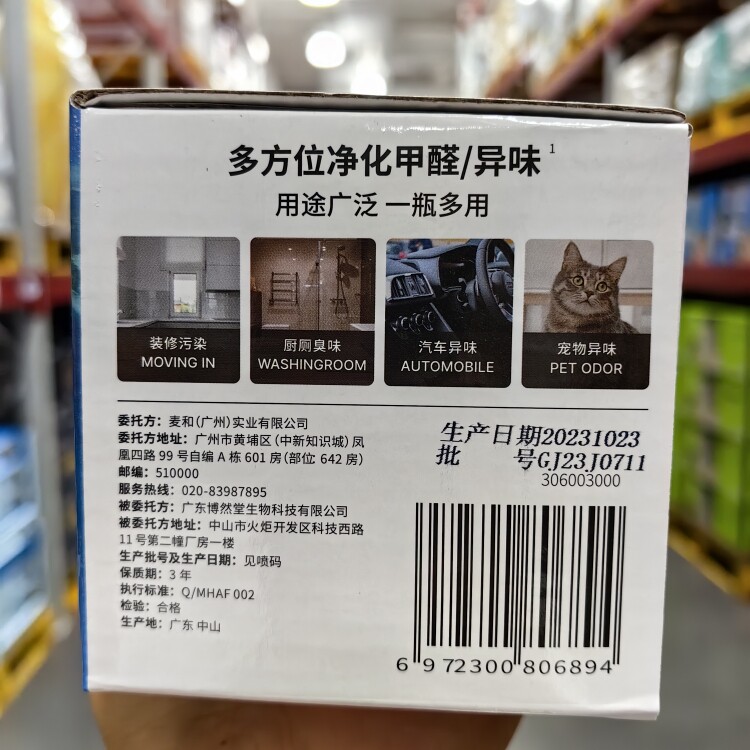 多方位净化甲醛/异味¹
用途广泛 一瓶多用
装修污染
MOVING IN
厨厕臭味
WASHINGROOM
汽车异味
AUTOMOBILE
宠物异味
PET ODOR
委托方：麦和(广州)实业有限公司
委托方地址：广州市黄埔区(中新知识城)凤
凰四路99号自编A栋601房(部位:642房)
邮编：510000
服务热线：020-83987895
被委托方：广东博然堂生物科技有限公司
被委托方地址：中山市火炬开发区科技西路
11号第二幢厂房一楼
生产批号及生产日期：见喷码
保质期：3年
执行标准：Q/MHAF 002
检验：合格
生产地：广东 中山
生产日期20231023
批 号GJ23J0711
306003000
6 972300 806894